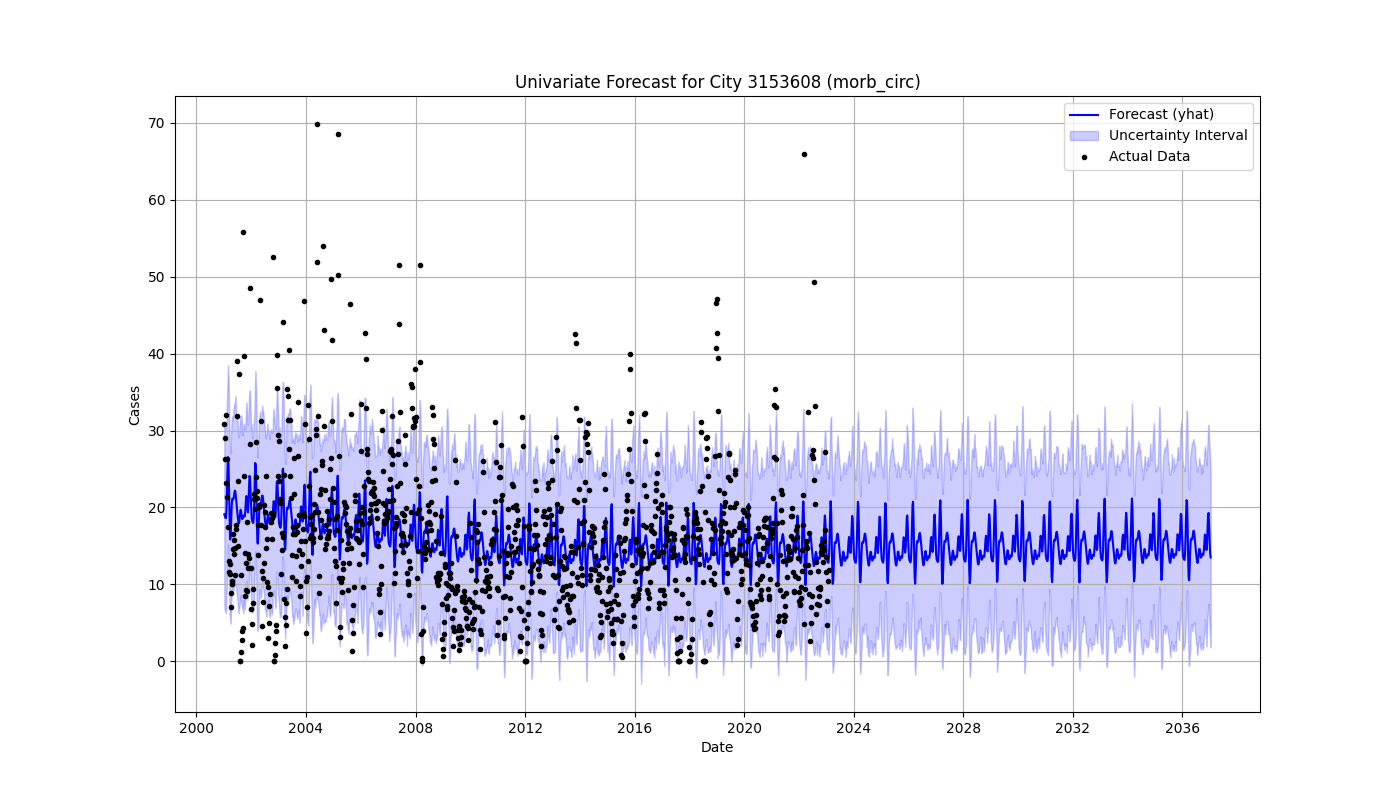 Univariate Forecast for City 3153608 (morb_circ)
Forecast (yhat)
Uncertainty Interval
Actual Data
Cases
70
60
50
40
30
20
10
0
2000 2004 2008 2012 2016 2020 2024 2028 2032 2036
Date